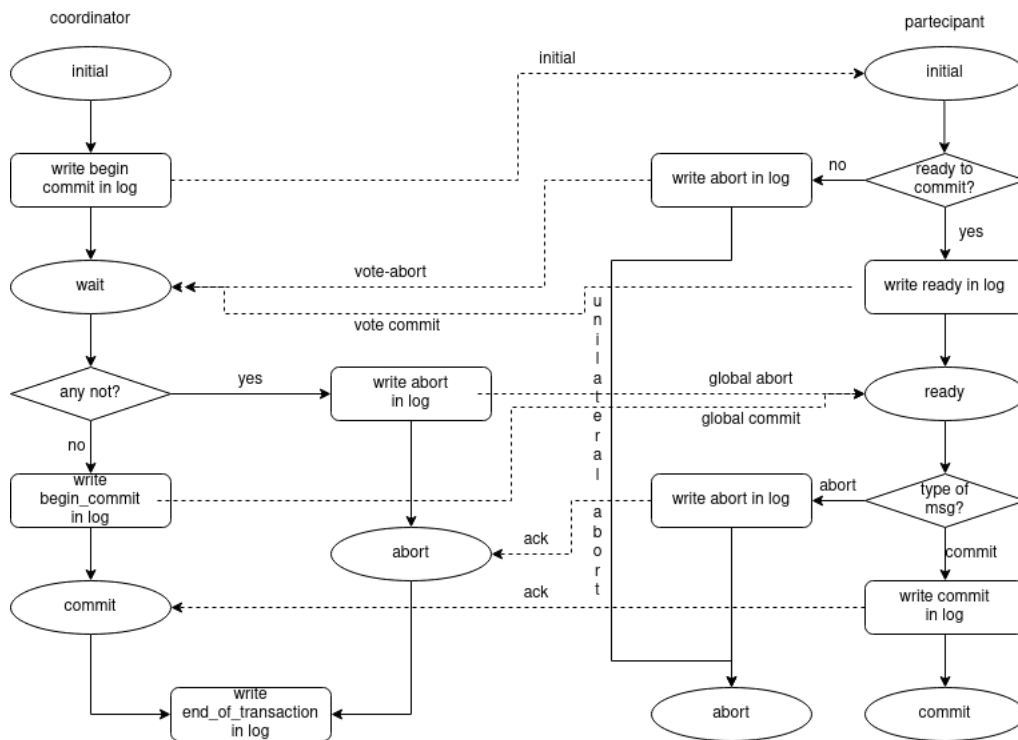 coordinator
partecipant
initial
initial
initial
write begin
commit in log
write abort in log
no
ready to
commit?
yes
wait
vote-abort
vote commit
write ready in log
unilateral abort
any not?
yes
write abort
in log
global abort
global commit
ready
no
write
begin_commit
in log
write abort in log
abort
type of
msg?
ack
abort
commit
commit
ack
write commit
in log
write
end_of_transaction
in log
abort
commit